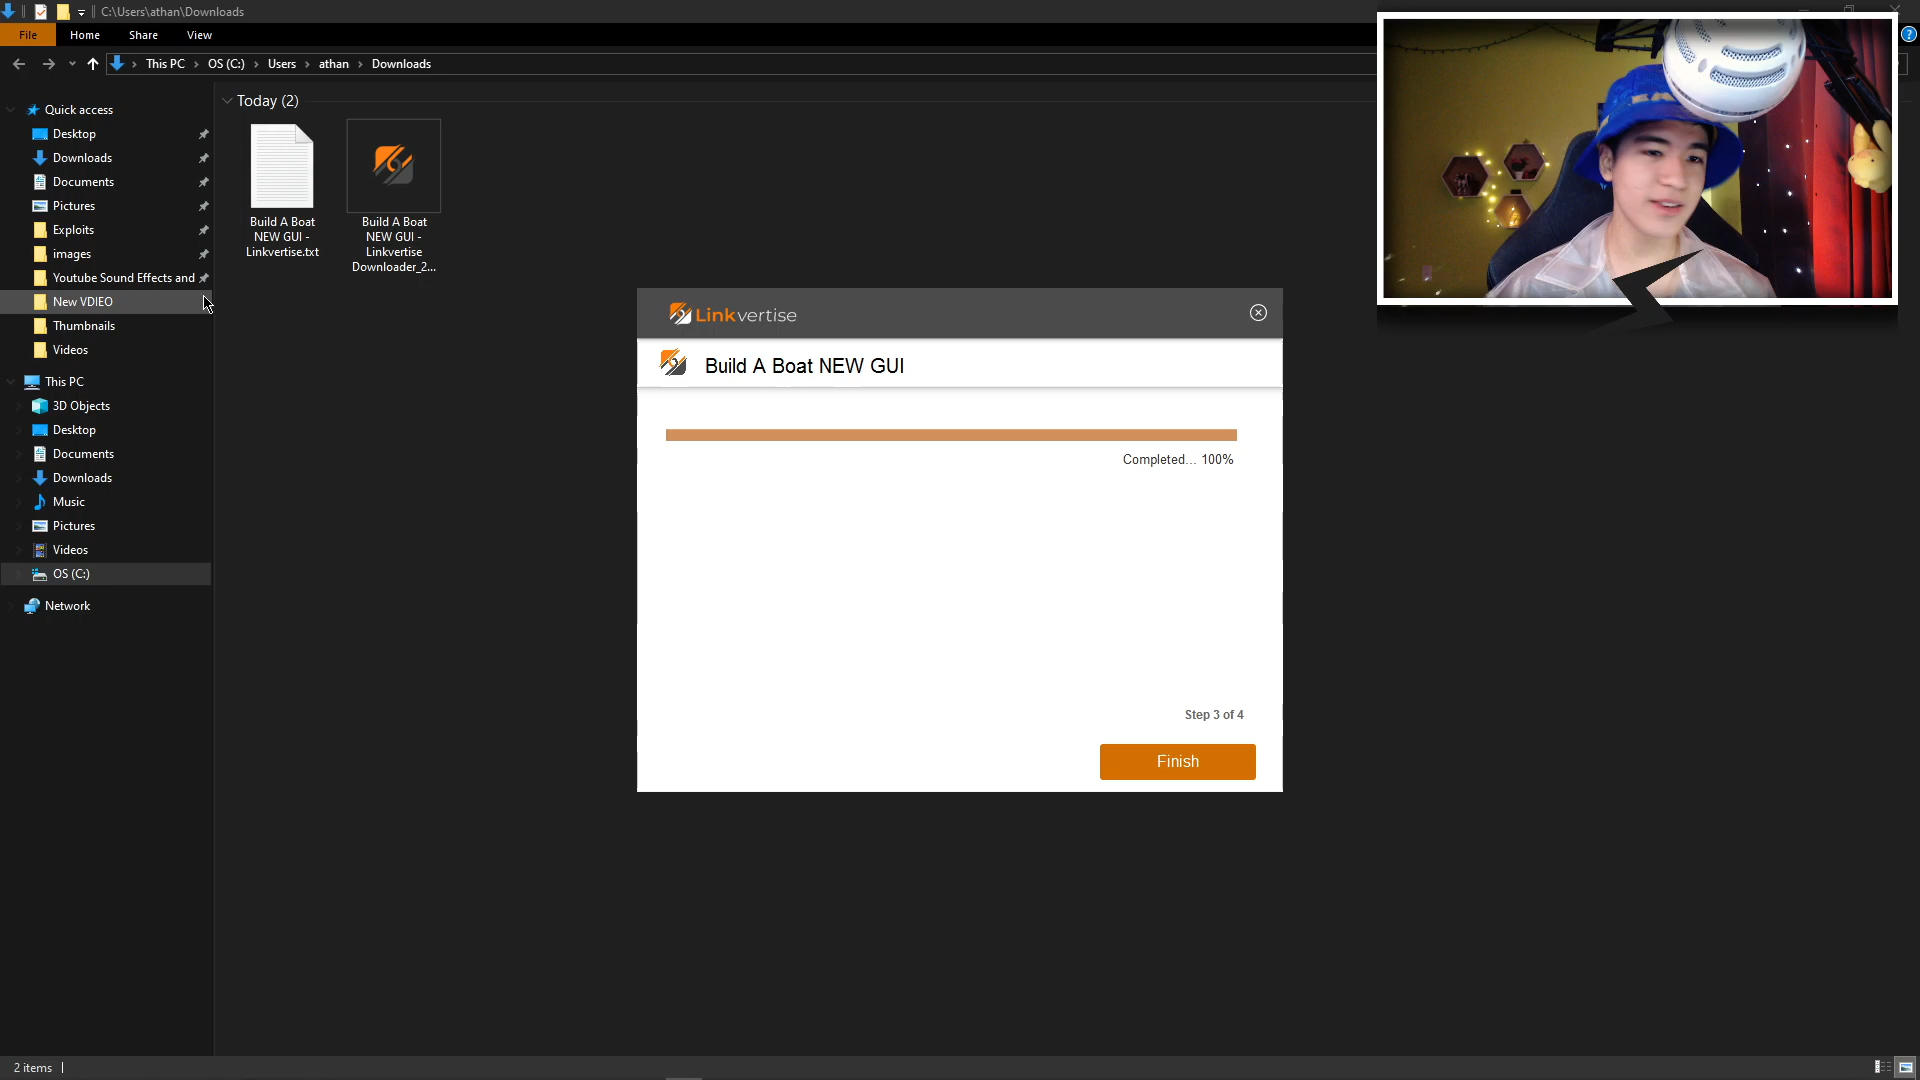 C:\Users\athan\Downloads
File Home Share View
This PC OS (C:) Users athan Downloads
Quick access
Desktop
Downloads
Documents
Pictures
Exploits
images
Youtube Sound Effects and
New VDIEO
Thumbnails
Videos
This PC
3D Objects
Desktop
Documents
Downloads
Music
Pictures
Videos
OS (C:)
Network
Today (2)
Build A Boat
NEW GUI -
Linkvertise.txt
Build A Boat
NEW GUI -
Linkvertise
Downloader_2...
Linkvertise
Build A Boat NEW GUI
Completed... 100%
Step 3 of 4
Finish
2 items